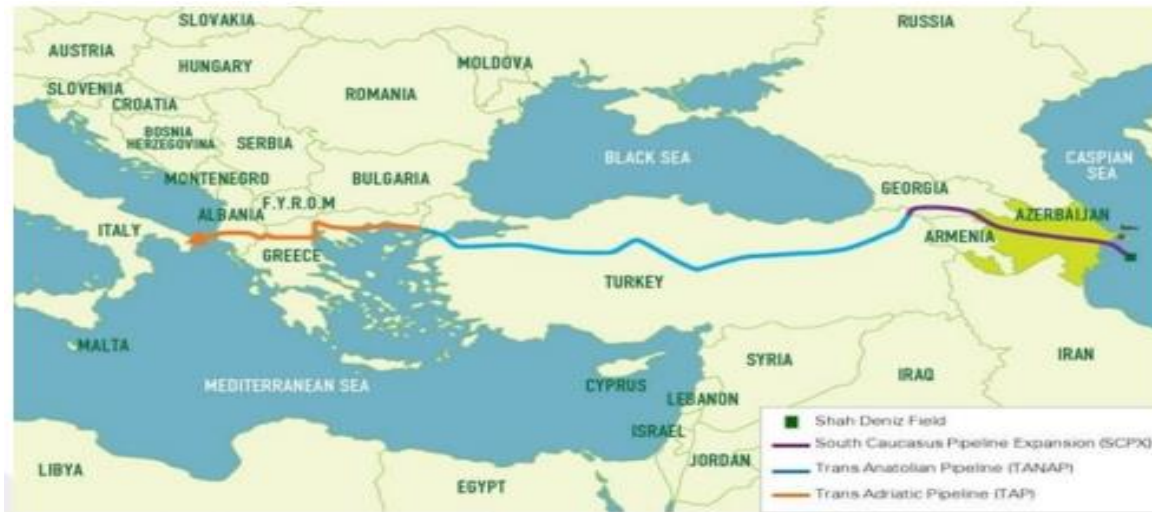 SLOVAKIA
RUSSIA
AUSTRIA
MOLDOVA
HUNGARY
SLOVENIA
ROMANIA
CROATIA
BOSNIA
HERZEGOVINA
SERBIA
BLACK SEA
CASPIAN
SEA
MONTENEGRO
BULGARIA
GEORGIA
F.Y.R.O.M
ALBANIA
AZERBAIJAN
ITALY
ARMENIA
GREECE
TURKEY
MALTA
SYRIA
IRAN
MEDITERRANEAN SEA
CYPRUS
IRAQ
LEBANON
ISRAEL
JORDAN
LIBYA
EGYPT
Shah Deniz Field
South Caucasus Pipeline Expansion (SCPX)
Trans Anatolian Pipeline (TANAP)
Trans Adriatic Pipeline (TAP)